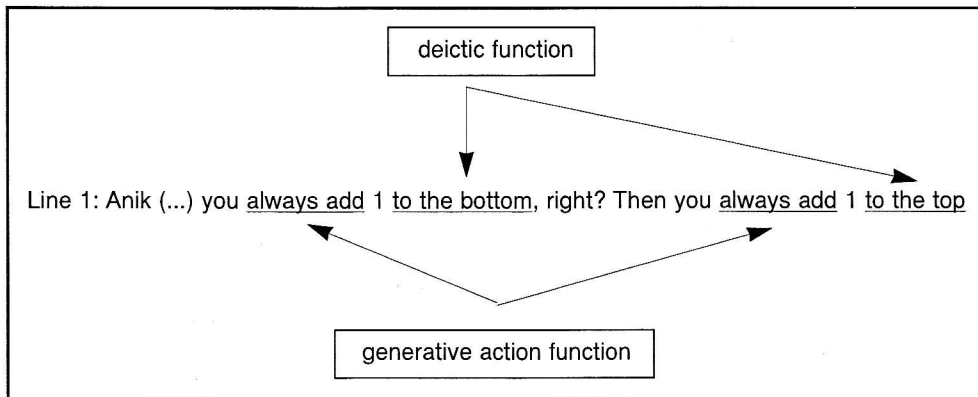 deictic function
Line 1: Anik (...) you always add 1 to the bottom, right? Then you always add 1 to the top
generative action function